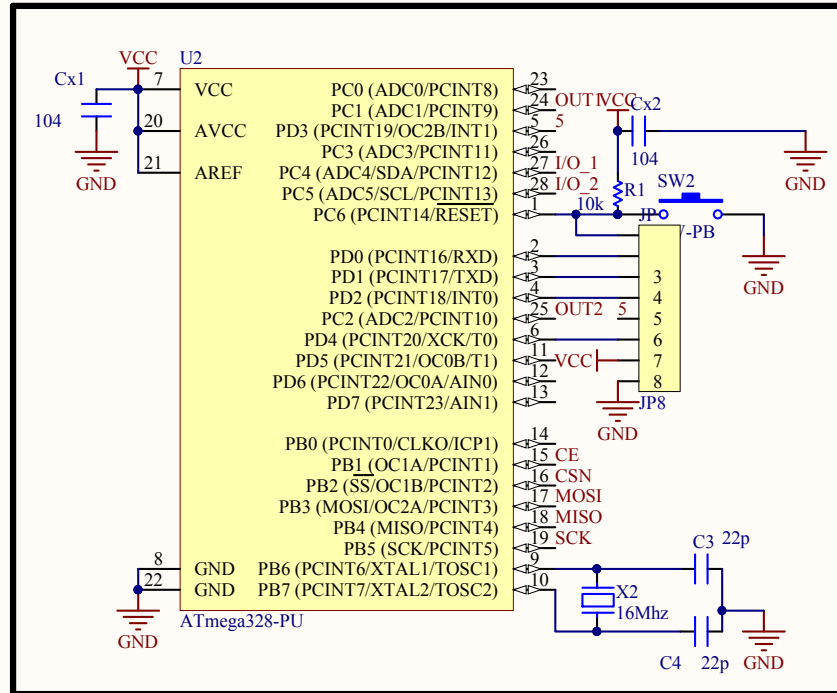 VCC
U2
Cx1
7
VCC
104
20
AVCC
21
AREF
GND
PC0 (ADC0/PCINT8)
23
PC1 (ADC1/PCINT9)
24
OUT1
PD3 (PCINT19/OC2B/INT1)
5
5
PC3 (ADC3/PCINT11)
26
PC4 (ADC4/SDA/PCINT12)
27
I/O_1
PC5 (ADC5/SCL/PCINT13)
28
I/O_2
PC6 (PCINT14/RESET)
1
VCC
Cx2
104
GND
R1
10k
SW2
GND
JP
-PB
PD0 (PCINT16/RXD)
2
PD1 (PCINT17/TXD)
3
3
PD2 (PCINT18/INT0)
4
4
PC2 (ADC2/PCINT10)
25
OUT2
5
5
PD4 (PCINT20/XCK/T0)
6
6
PD5 (PCINT21/OC0B/T1)
11
VCC
7
PD6 (PCINT22/OC0A/AIN0)
12
8
PD7 (PCINT23/AIN1)
13
JP8
GND
PB0 (PCINT0/CLKO/ICP1)
14
PB1 (OC1A/PCINT1)
15
CE
PB2 (SS/OC1B/PCINT2)
16
CSN
PB3 (MOSI/OC2A/PCINT3)
17
MOSI
PB4 (MISO/PCINT4)
18
MISO
PB5 (SCK/PCINT5)
19
SCK
8
GND
PB6 (PCINT6/XTAL1/TOSC1)
9
22
GND
PB7 (PCINT7/XTAL2/TOSC2)
10
GND
ATmega328-PU
C3
22p
X2
16Mhz
C4
22p
GND